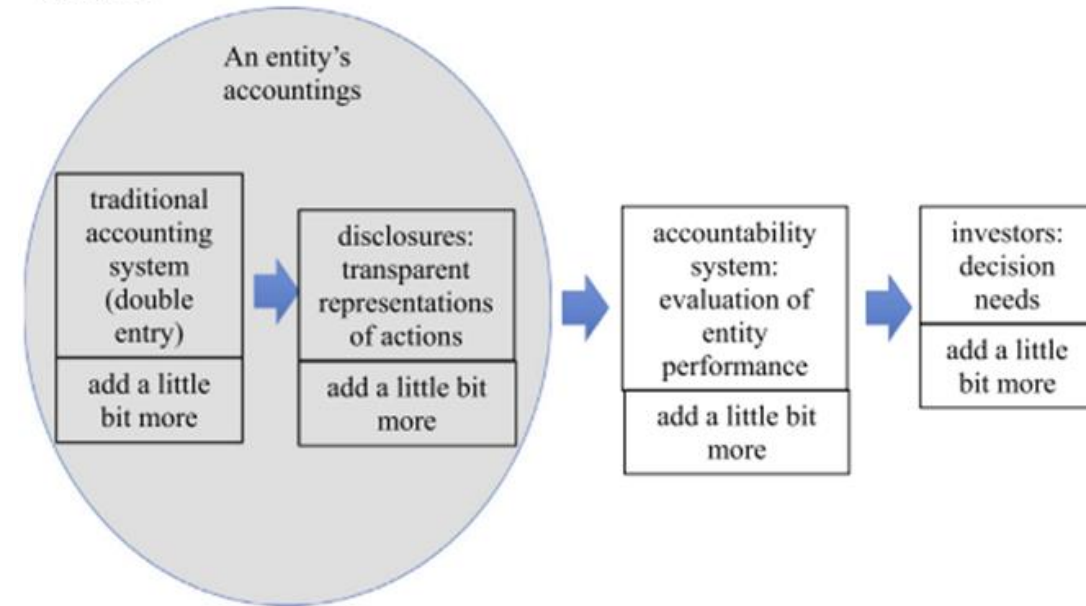 An entity's
accountings
traditional
accounting
system
(double
entry)
add a little
bit more
disclosures:
transparent
representations
of actions
add a little bit
more
accountability
system:
evaluation of
entity
performance
add a little bit
more
investors:
decision
needs
add a little
bit more